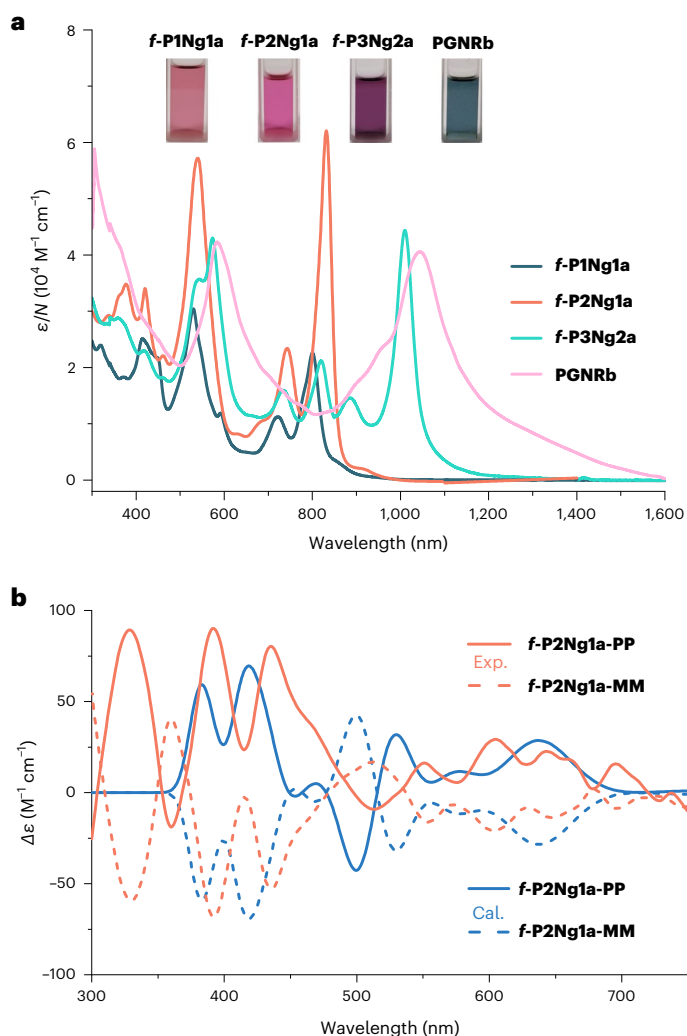 a
f-P1Ng1a f-P2Ng1a f-P3Ng2a PGNRb
8
6
4
2
0
ε/N (10⁴ M⁻¹ cm⁻¹)
f-P1Ng1a
f-P2Ng1a
f-P3Ng2a
PGNRb
400 600 800 1,000 1,200 1,400 1,600
Wavelength (nm)
b
100
50
0
–50
–100
Δε (M⁻¹ cm⁻¹)
f-P2Ng1a-PP
Exp.
f-P2Ng1a-MM
f-P2Ng1a-PP
Cal.
f-P2Ng1a-MM
300 400 500 600 700
Wavelength (nm)